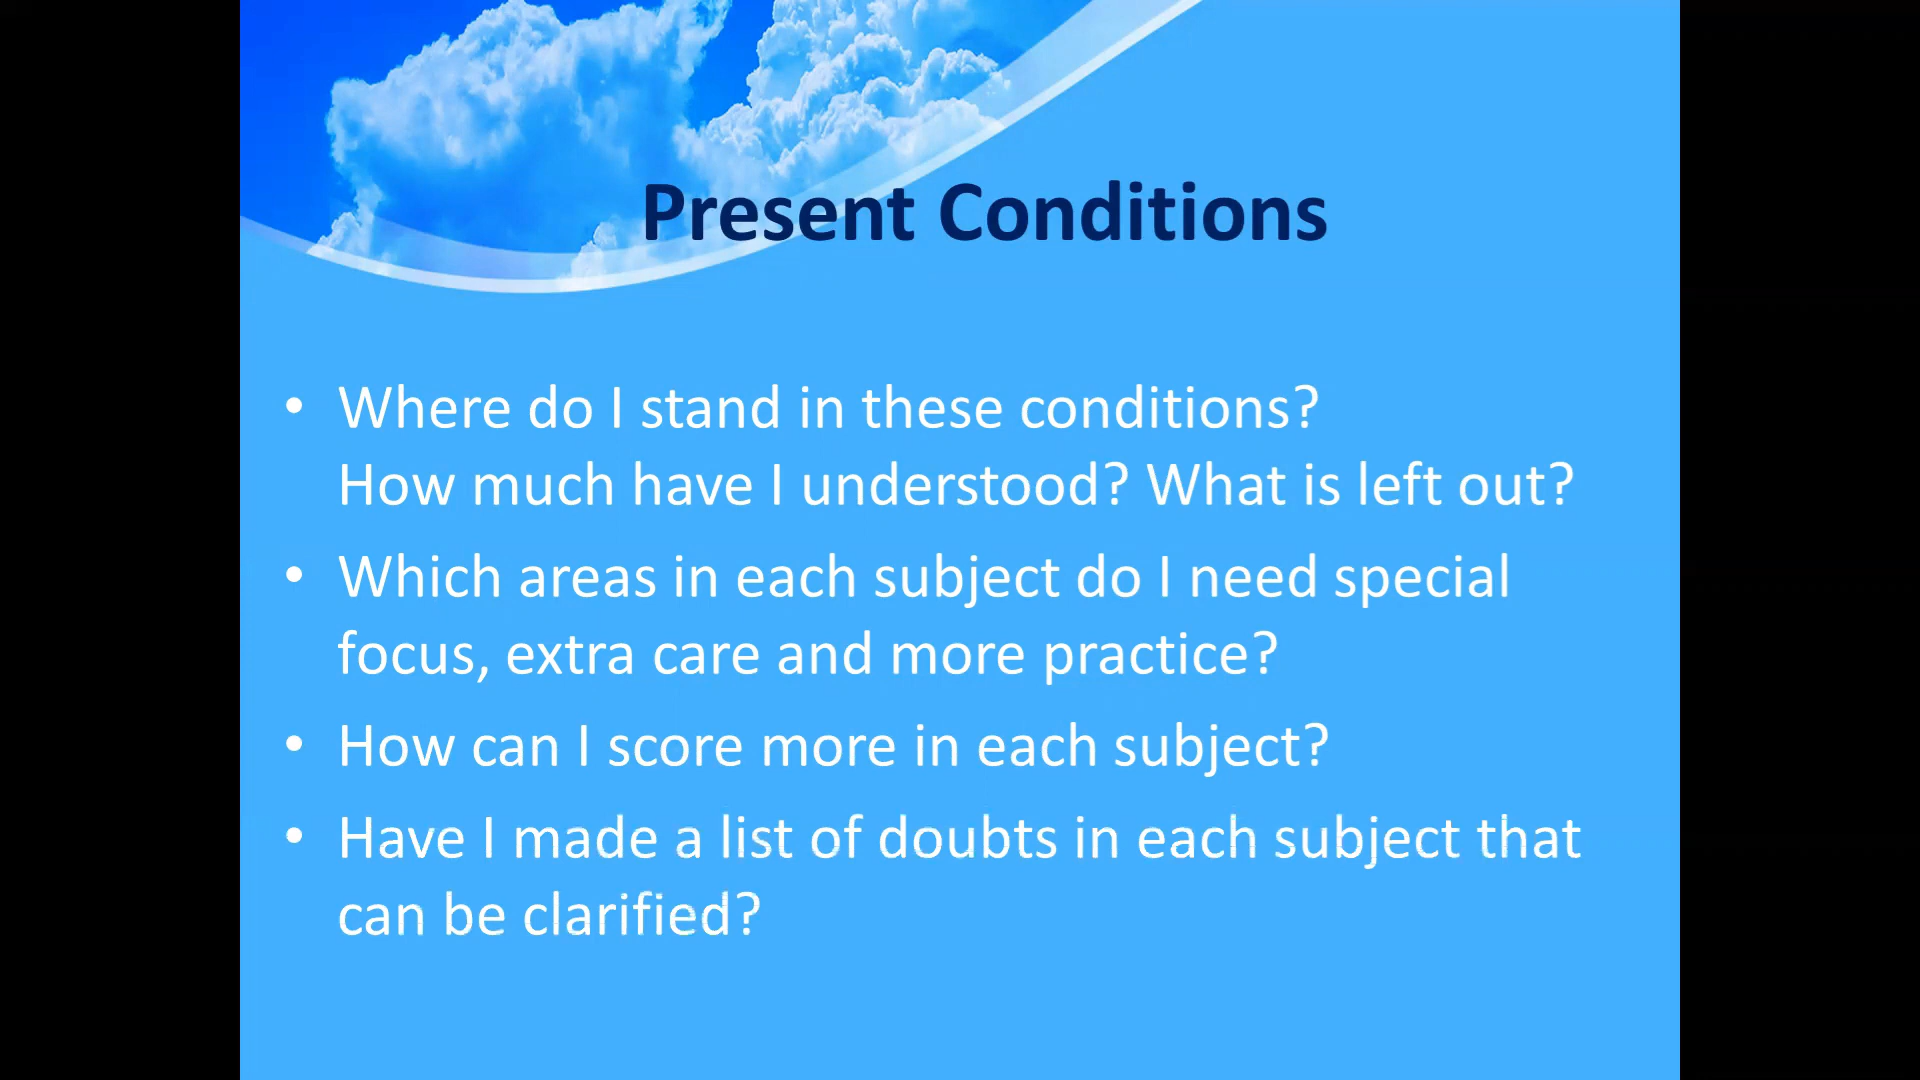 Present Conditions
• Where do I stand in these conditions?
How much have I understood? What is left out?
• Which areas in each subject do I need special
focus, extra care and more practice?
• How can I score more in each subject?
• Have I made a list of doubts in each subject that
can be clarified?